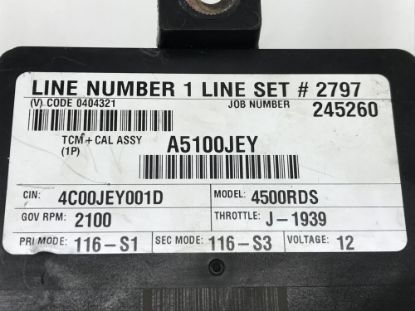 LINE NUMBER 1 LINE SET # 2797
(V) CODE 0404321 JOB NUMBER 245260
TCM + CAL ASSY A5100JEY
(1P)
CIN: 4C00JEY001D MODEL: 4500RDS
GOV RPM: 2100 THROTTLE: J-1939
PRI MODE: 116-S1 SEC MODE: 116-S3 VOLTAGE: 12